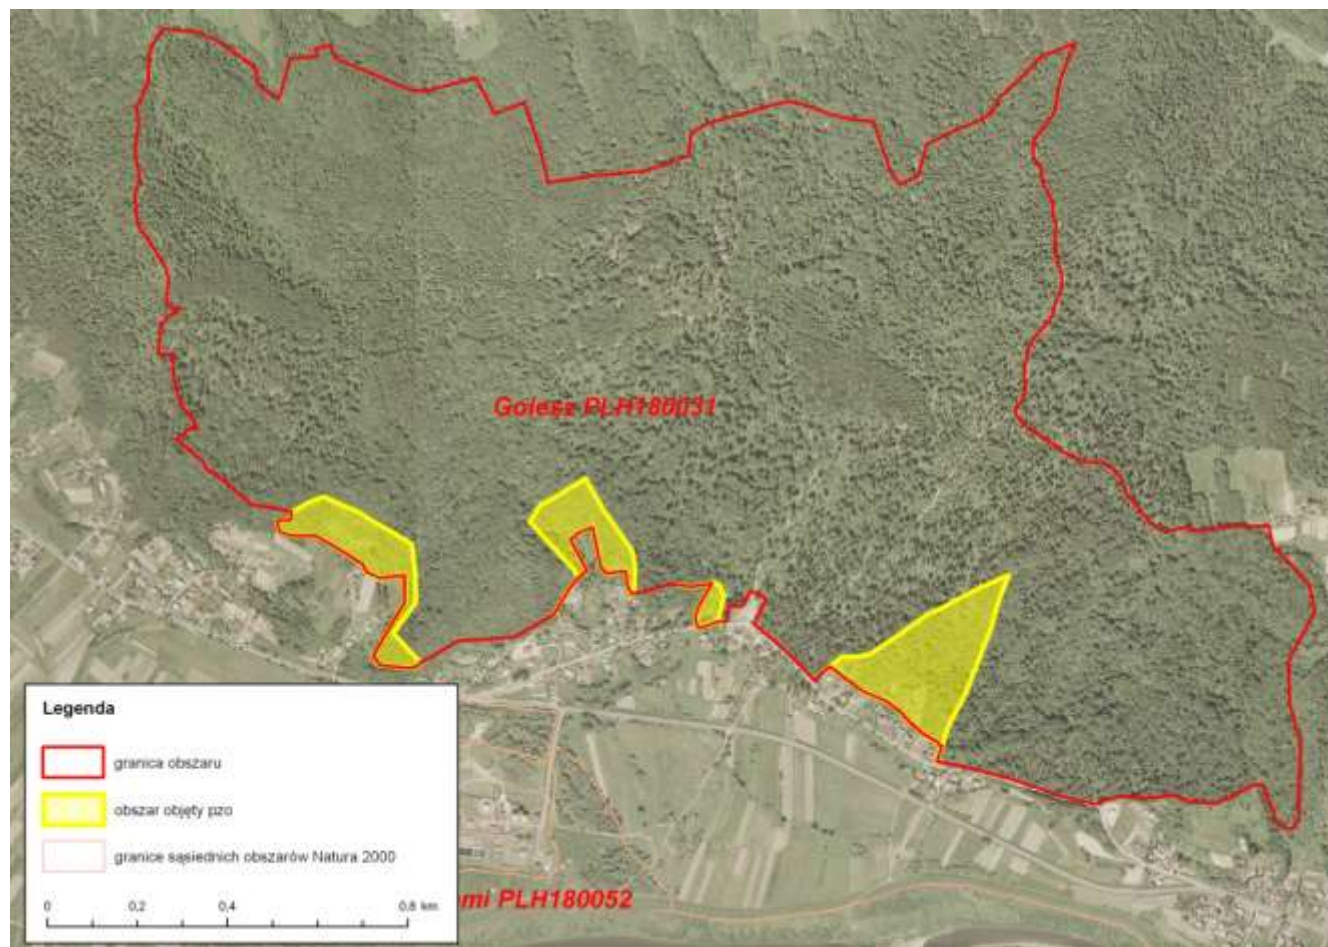 Golesz PLH180031
Legenda
granica obszaru
obszar objęty pzo
granice sąsiednich obszarów Natura 2000
0 0,2 0,4 0,8 km
emi PLH180052